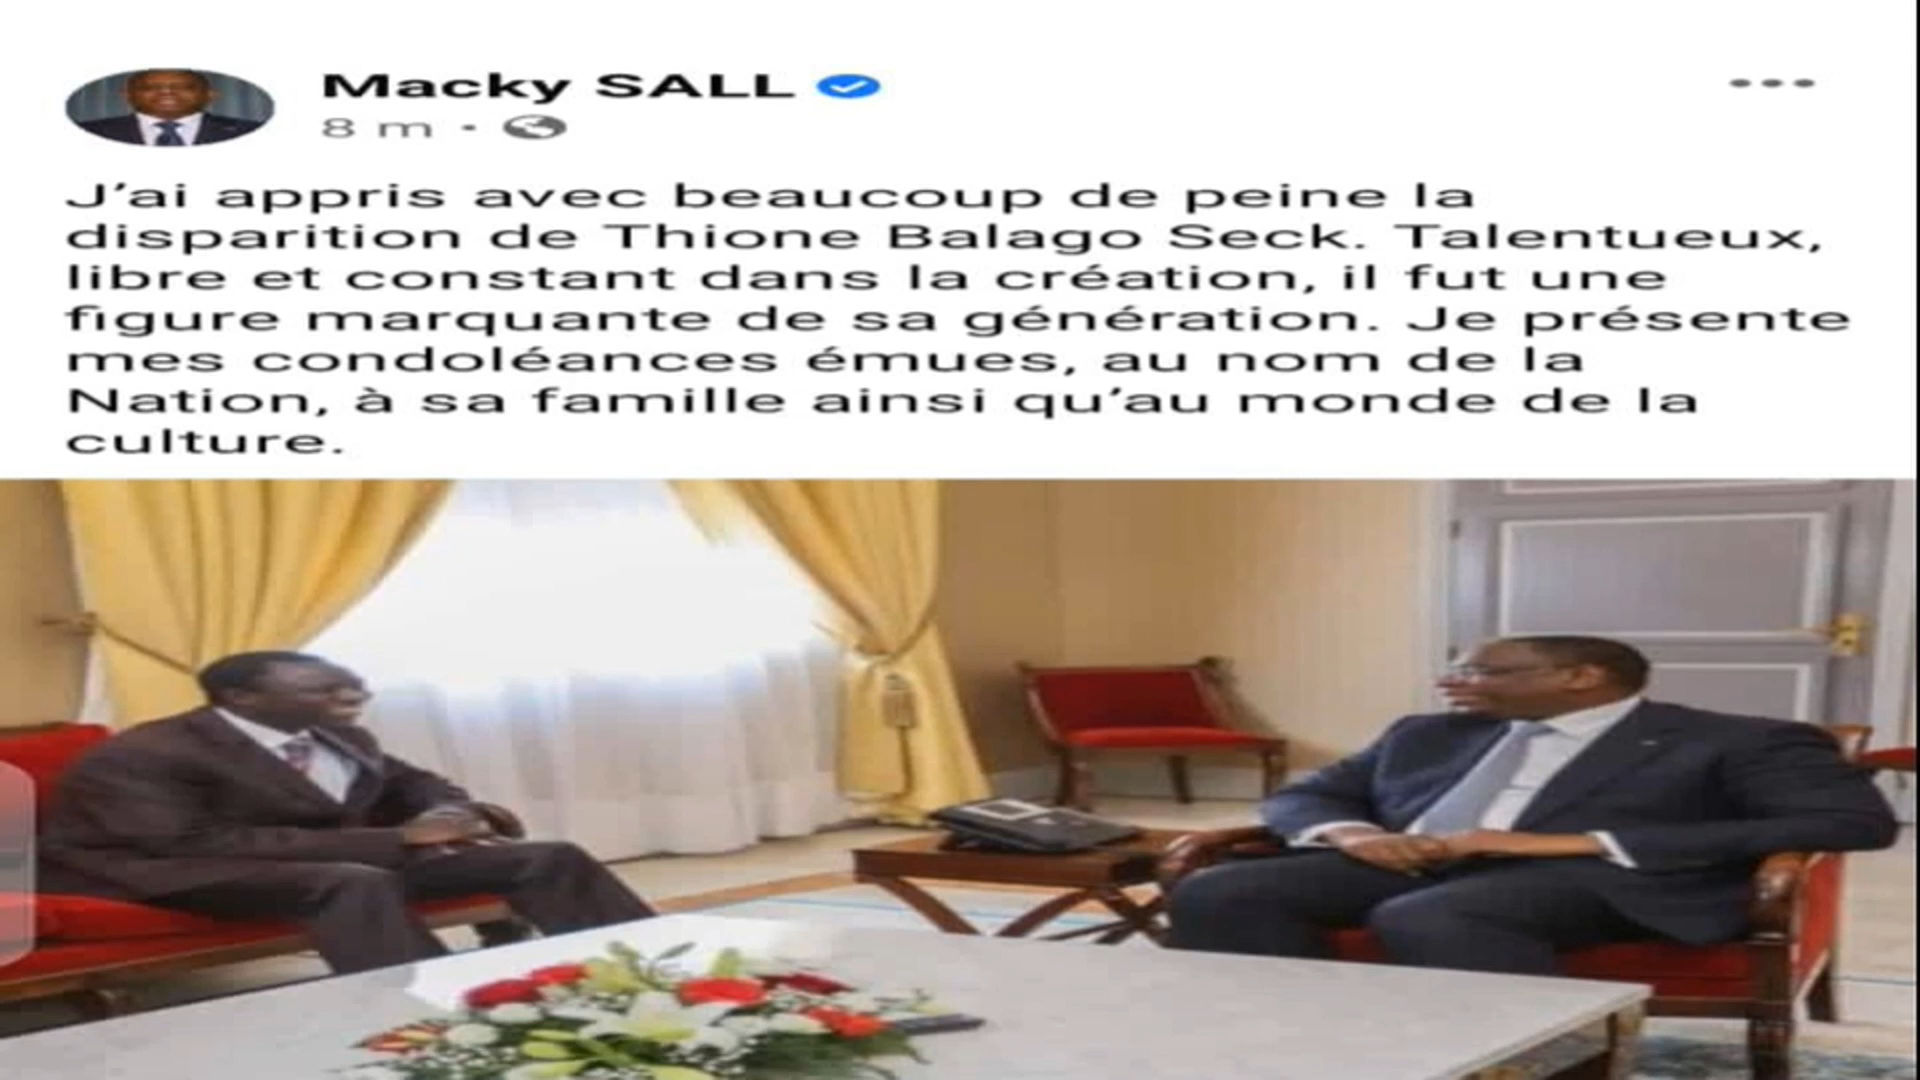 Macky SALL
8 m
J'ai appris avec beaucoup de peine la
disparition de Thione Balago Seck. Talentueux,
libre et constant dans la création, il fut une
figure marquante de sa génération. Je présente
mes condoléances émues, au nom de la
Nation, à sa famille ainsi qu'au monde de la
culture.